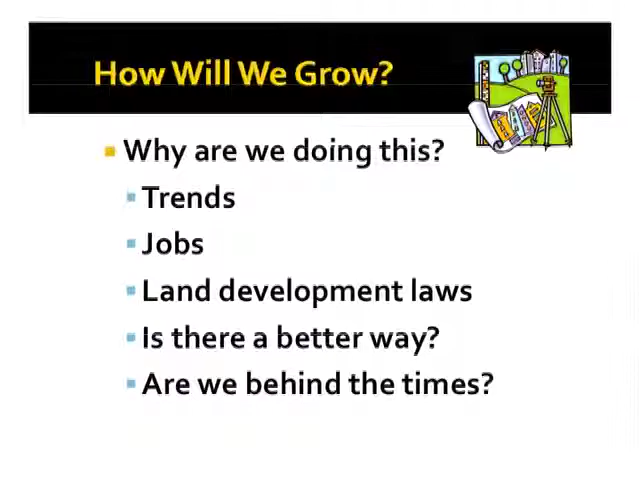 How Will We Grow?
Why are we doing this?
Trends
Jobs
Land development laws
Is there a better way?
Are we behind the times?